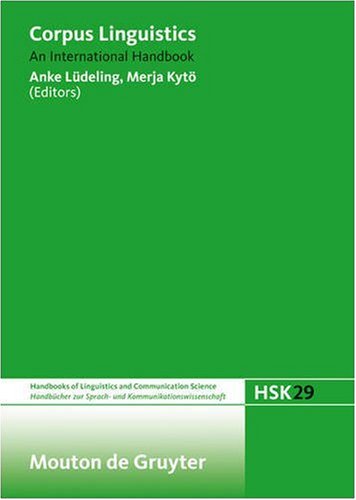 Corpus Linguistics
An International Handbook
Anke Lüdeling, Merja Kytö
(Editors)
Handbooks of Linguistics and Communication Science
Handbücher zur Sprach- und Kommunikationswissenschaft
HSK29
Mouton de Gruyter